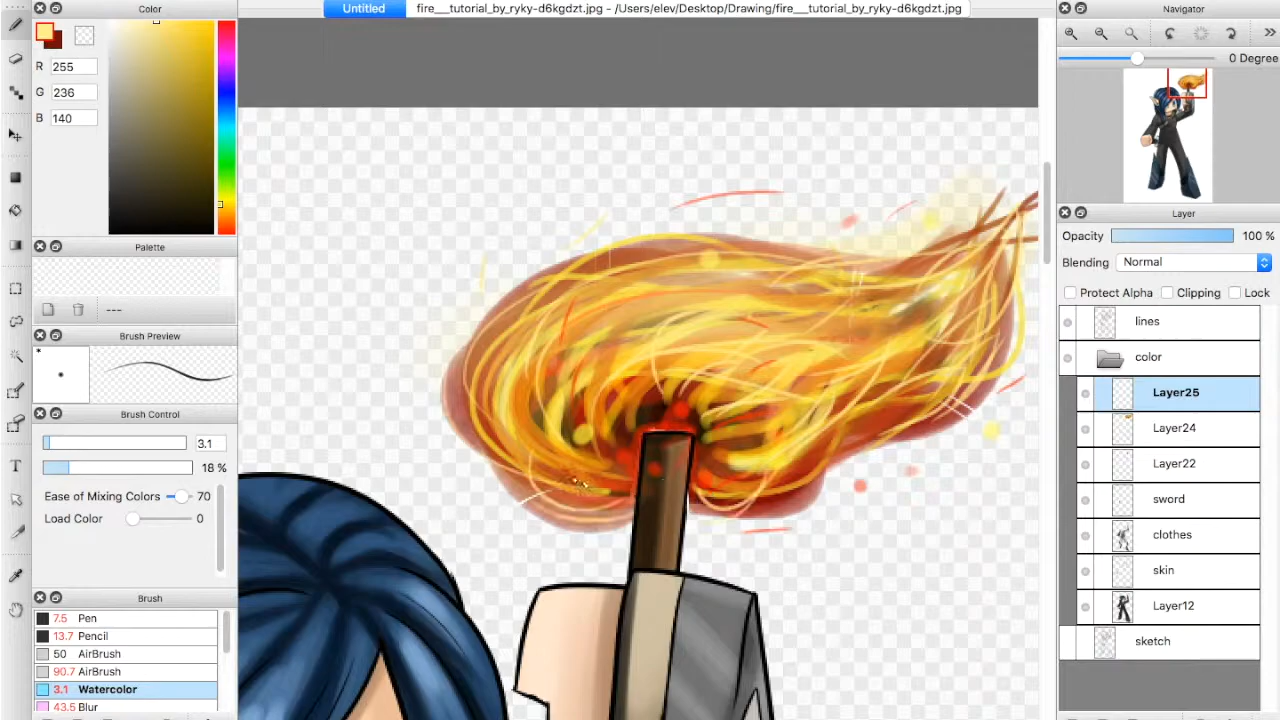 Color
Untitled
fire__tutorial_by_ryky-d6kgdzt.jpg - /Users/elev/Desktop/Drawing/fire__tutorial_by_ryky-d6kgdzt.jpg
Navigator
R 255
G 236
B 140
0 Degree
Palette
---
Brush Preview
*
Brush Control
3.1
18 %
Ease of Mixing Colors 70
Load Color 0
Brush
7.5 Pen
13.7 Pencil
50 AirBrush
90.7 AirBrush
3.1 Watercolor
43.5 Blur
Layer
Opacity 100 %
Blending Normal
Protect Alpha Clipping Lock
lines
color
Layer25
Layer24
Layer22
sword
clothes
skin
Layer12
sketch